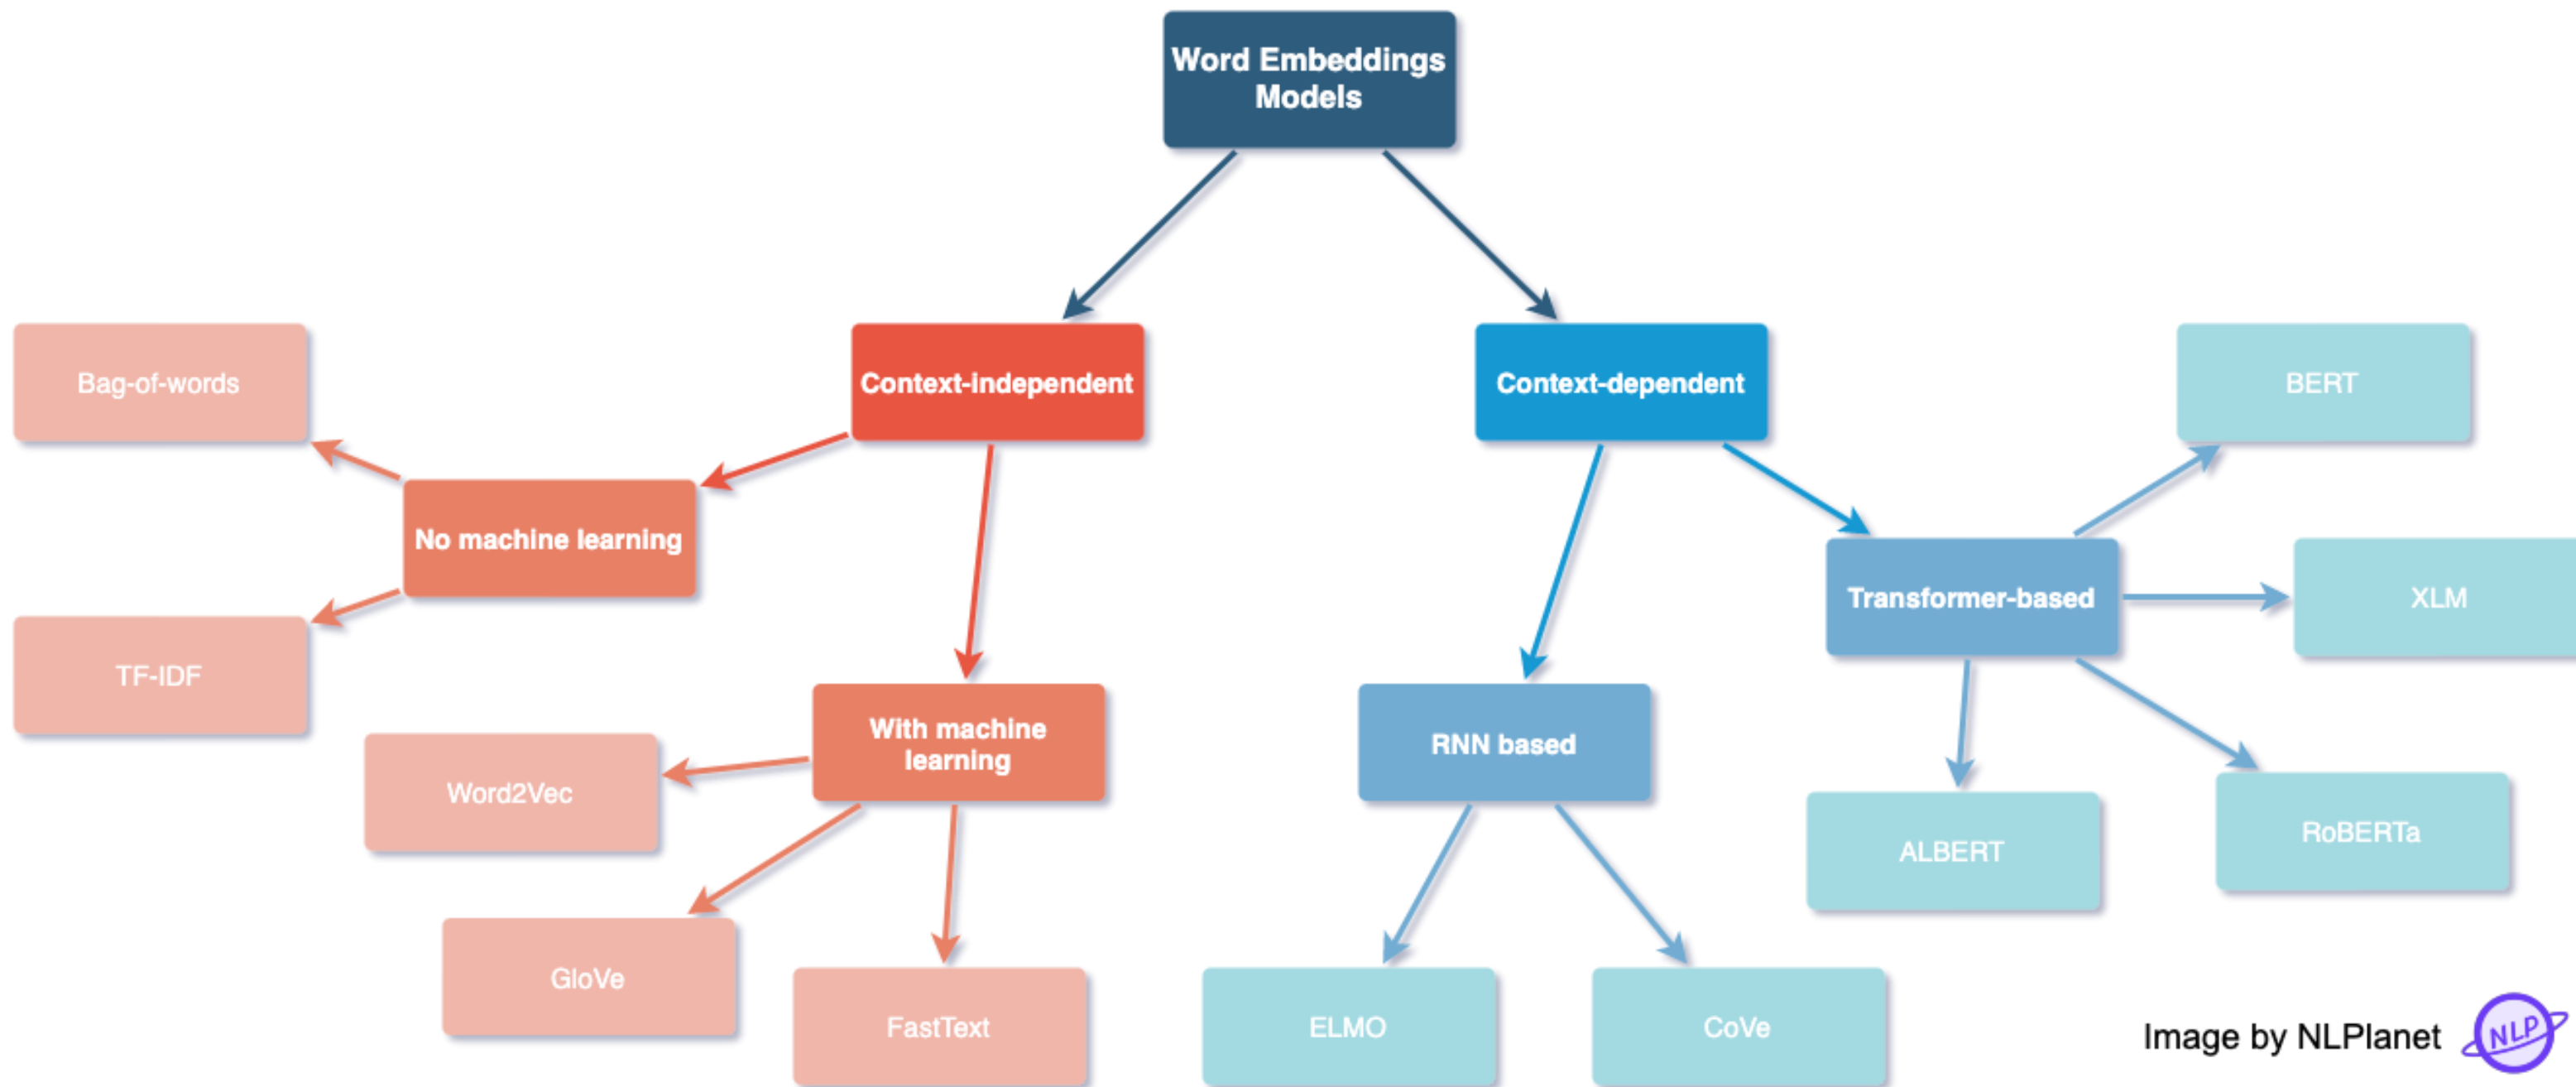 Word Embeddings
Models
Bag-of-words
Context-independent
Context-dependent
BERT
No machine learning
Transformer-based
XLM
TF-IDF
With machine
learning
RNN based
Word2Vec
ALBERT
RoBERTa
GloVe
FastText
ELMO
CoVe
Image by NLPlanet
NLP